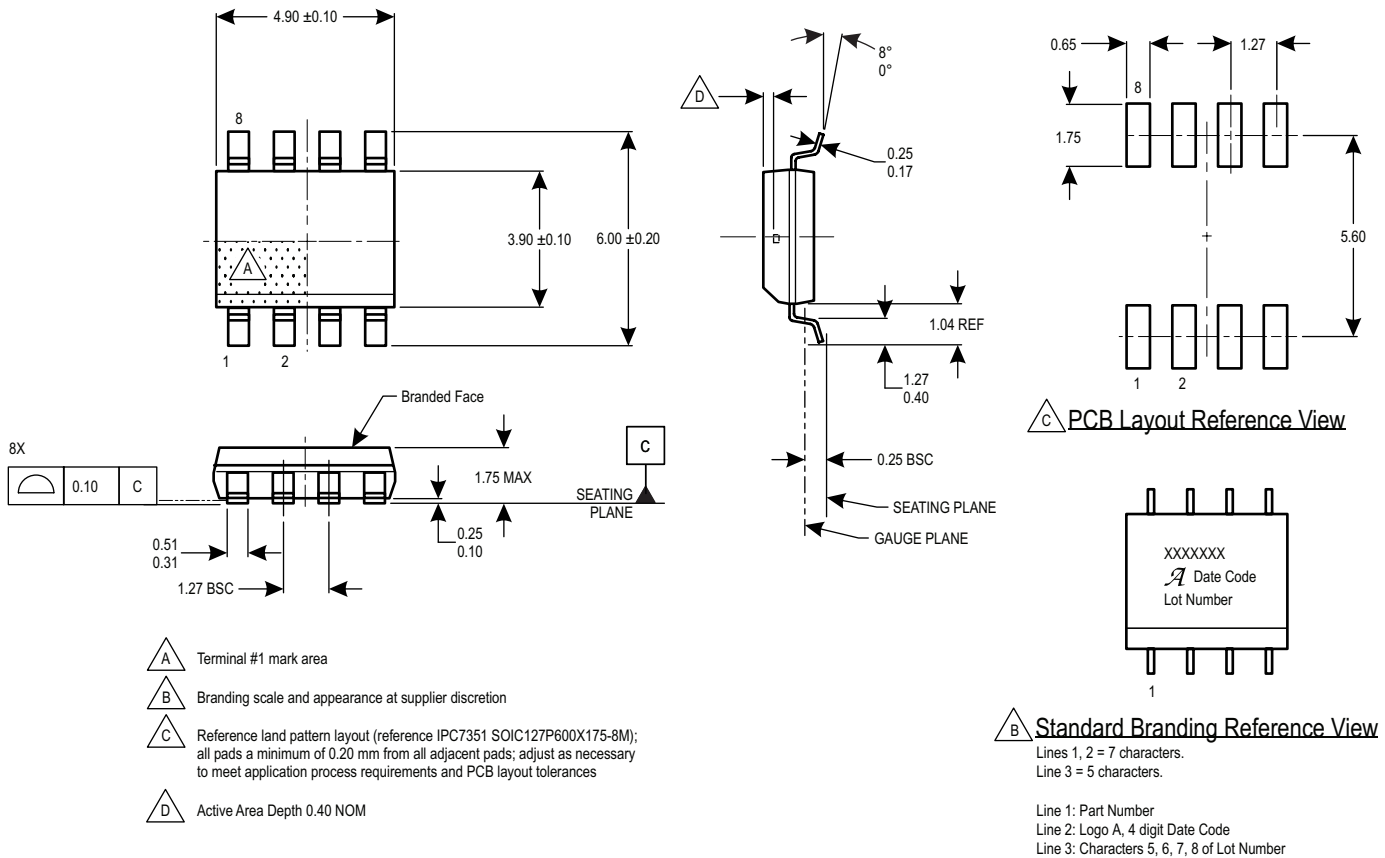 4.90 ±0.10
8
A
3.90 ±0.10
6.00 ±0.20
1
2
D
8°
0°
0.25
0.17
1.04 REF
1.27
0.40
0.25 BSC
SEATING PLANE
GAUGE PLANE
0.65
1.27
8
1.75
5.60
1
2
C PCB Layout Reference View
Branded Face
8X
0.10
C
1.75 MAX
C
SEATING
PLANE
0.25
0.10
0.51
0.31
1.27 BSC
XXXXXXX
A Date Code
Lot Number
1
A Terminal #1 mark area
B Branding scale and appearance at supplier discretion
C Reference land pattern layout (reference IPC7351 SOIC127P600X175-8M);
all pads a minimum of 0.20 mm from all adjacent pads; adjust as necessary
to meet application process requirements and PCB layout tolerances
D Active Area Depth 0.40 NOM
B Standard Branding Reference View
Lines 1, 2 = 7 characters.
Line 3 = 5 characters.
Line 1: Part Number
Line 2: Logo A, 4 digit Date Code
Line 3: Characters 5, 6, 7, 8 of Lot Number